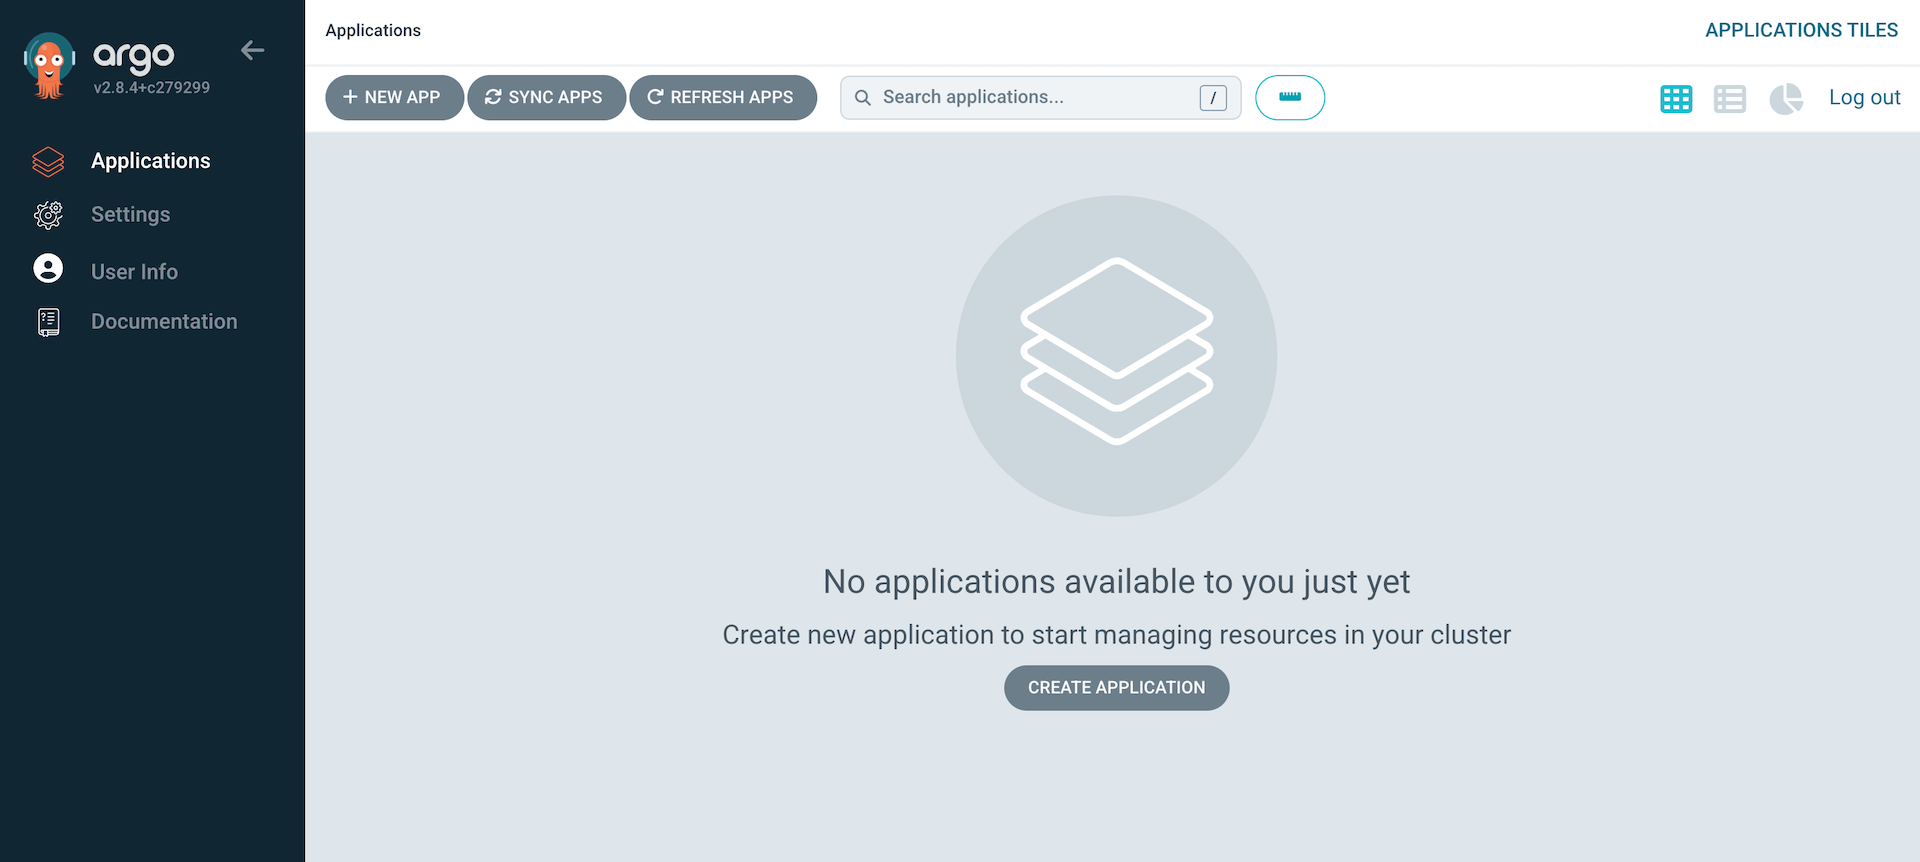 argo
v2.8.4+c279299
Applications
Settings
User Info
Documentation
Applications
APPLICATIONS TILES
+ NEW APP
SYNC APPS
REFRESH APPS
Search applications...
/
Log out
No applications available to you just yet
Create new application to start managing resources in your cluster
CREATE APPLICATION